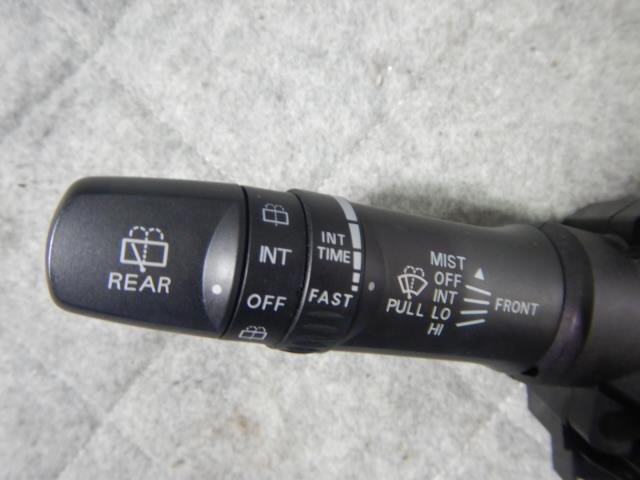 REAR
INT
OFF
INT
TIME
FAST
PULL
MIST
OFF
INT
LO
HI
FRONT